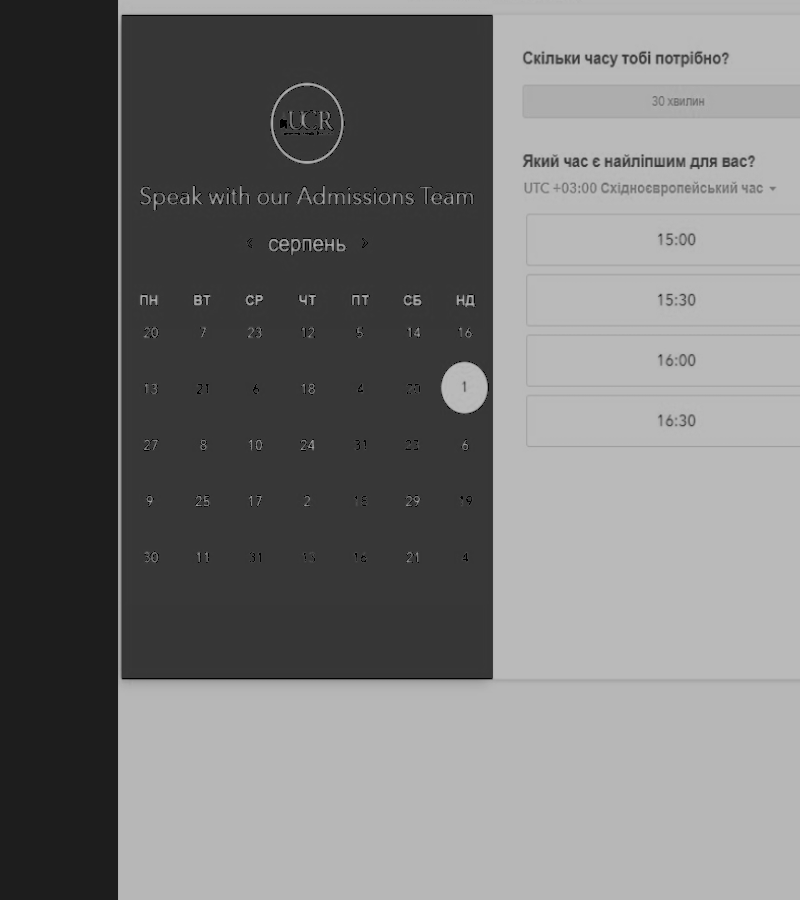 UCR
Speak with our Admissions Team
‹ серпень ›
ПН ВТ СР ЧТ ПТ СБ НД
20 7 23 12 5 14 16
13 21 6 18 4 20 1
27 8 10 24 31 23 6
9 25 17 2 29 19
30 11 31 13 16 21 4
Скільки часу тобі потрібно?
30 хвилин
Який час є найліпшим для вас?
UTC +03:00 Східноєвропейський час
15:00
15:30
16:00
16:30